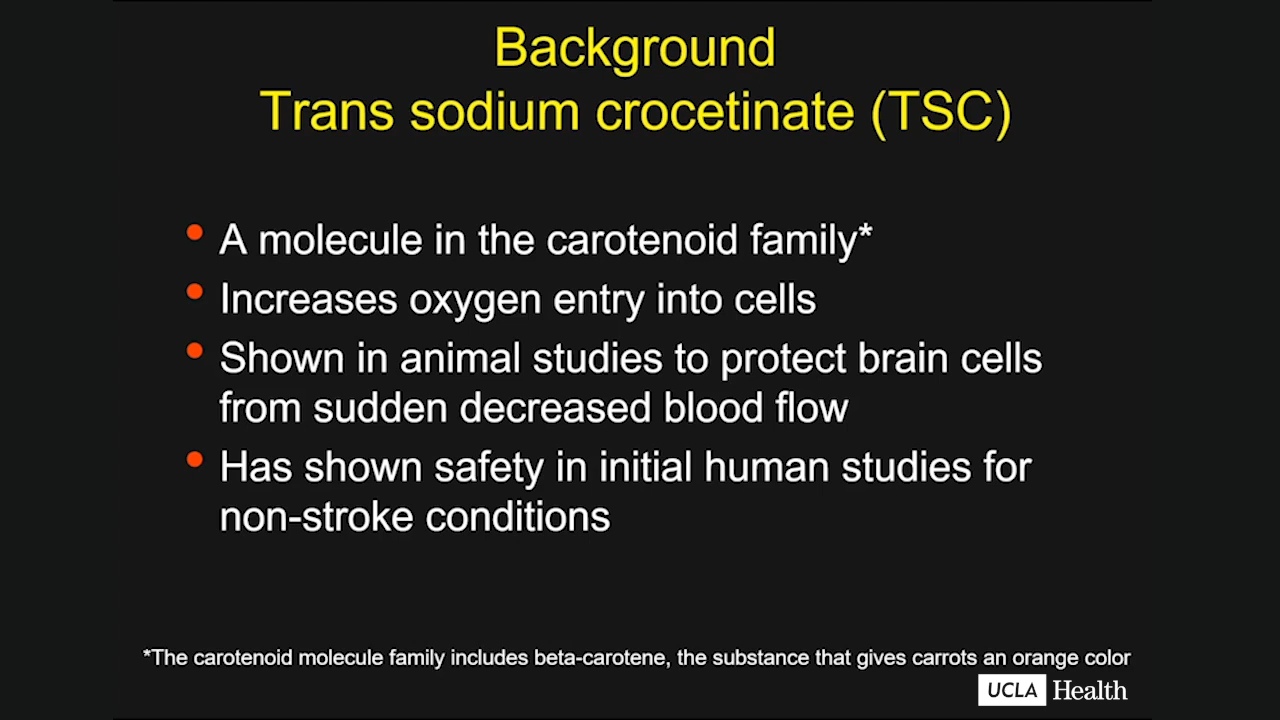 Background
Trans sodium crocetinate (TSC)
• A molecule in the carotenoid family*
• Increases oxygen entry into cells
• Shown in animal studies to protect brain cells
from sudden decreased blood flow
• Has shown safety in initial human studies for
non-stroke conditions
*The carotenoid molecule family includes beta-carotene, the substance that gives carrots an orange color
UCLA Health